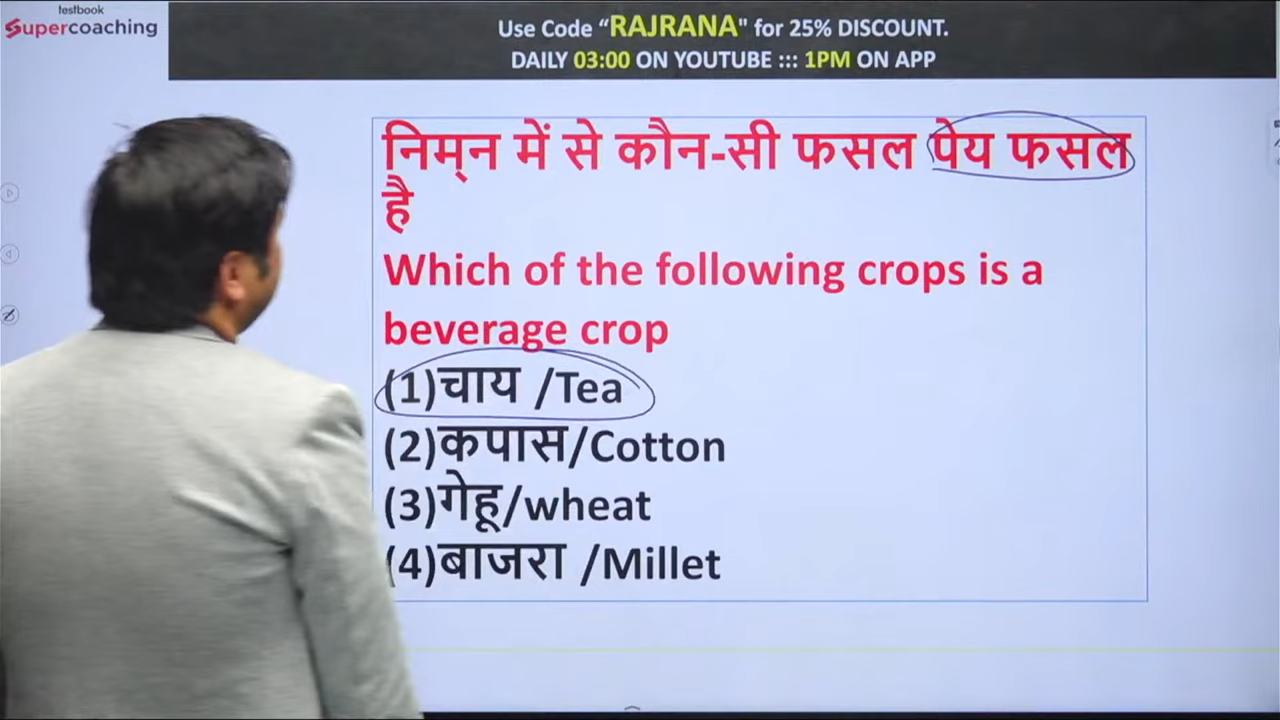 testbook
Supercoaching
Use Code “RAJRANA" for 25% DISCOUNT.
DAILY 03:00 ON YOUTUBE ::: 1PM ON APP
निम्न में से कौन-सी फसल पेय फसल
है
Which of the following crops is a
beverage crop
(1)चाय /Tea
(2)कपास/Cotton
(3)गेहू/wheat
(4)बाजरा /Millet